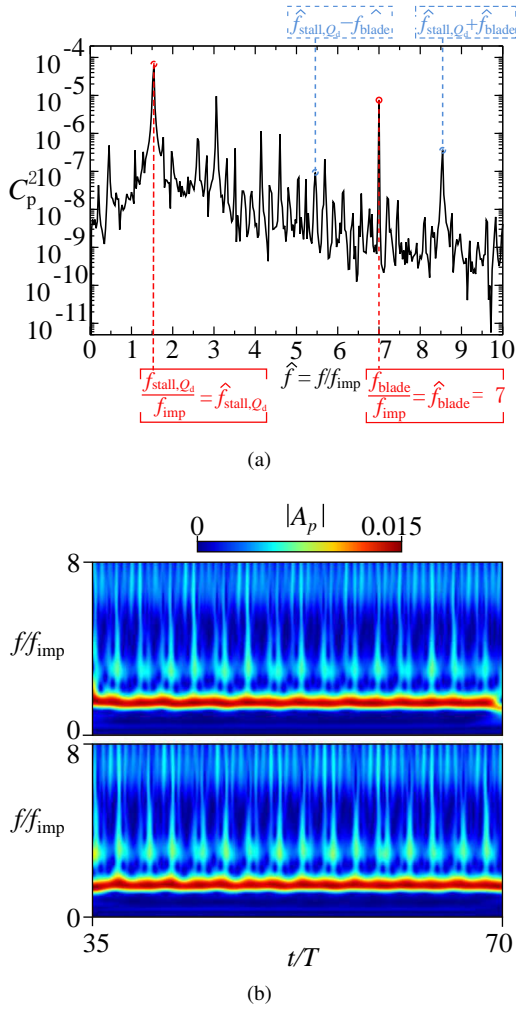 (a)
f̂stall,Qd−f̂blade f̂stall,Qd+f̂blade
10-4
10-5
10-6
10-7
Cp2
10-8
10-9
10-10
10-11
0 1 2 3 4 5 6 7 8 9 10
f̂ = f/fimp
fstall,Qd/fimp = f̂stall,Qd
fblade/fimp = f̂blade = 7
(a)
|Ap|
0 0.015
8
f/fimp
0
8
f/fimp
0
35 t/T 70
(b)